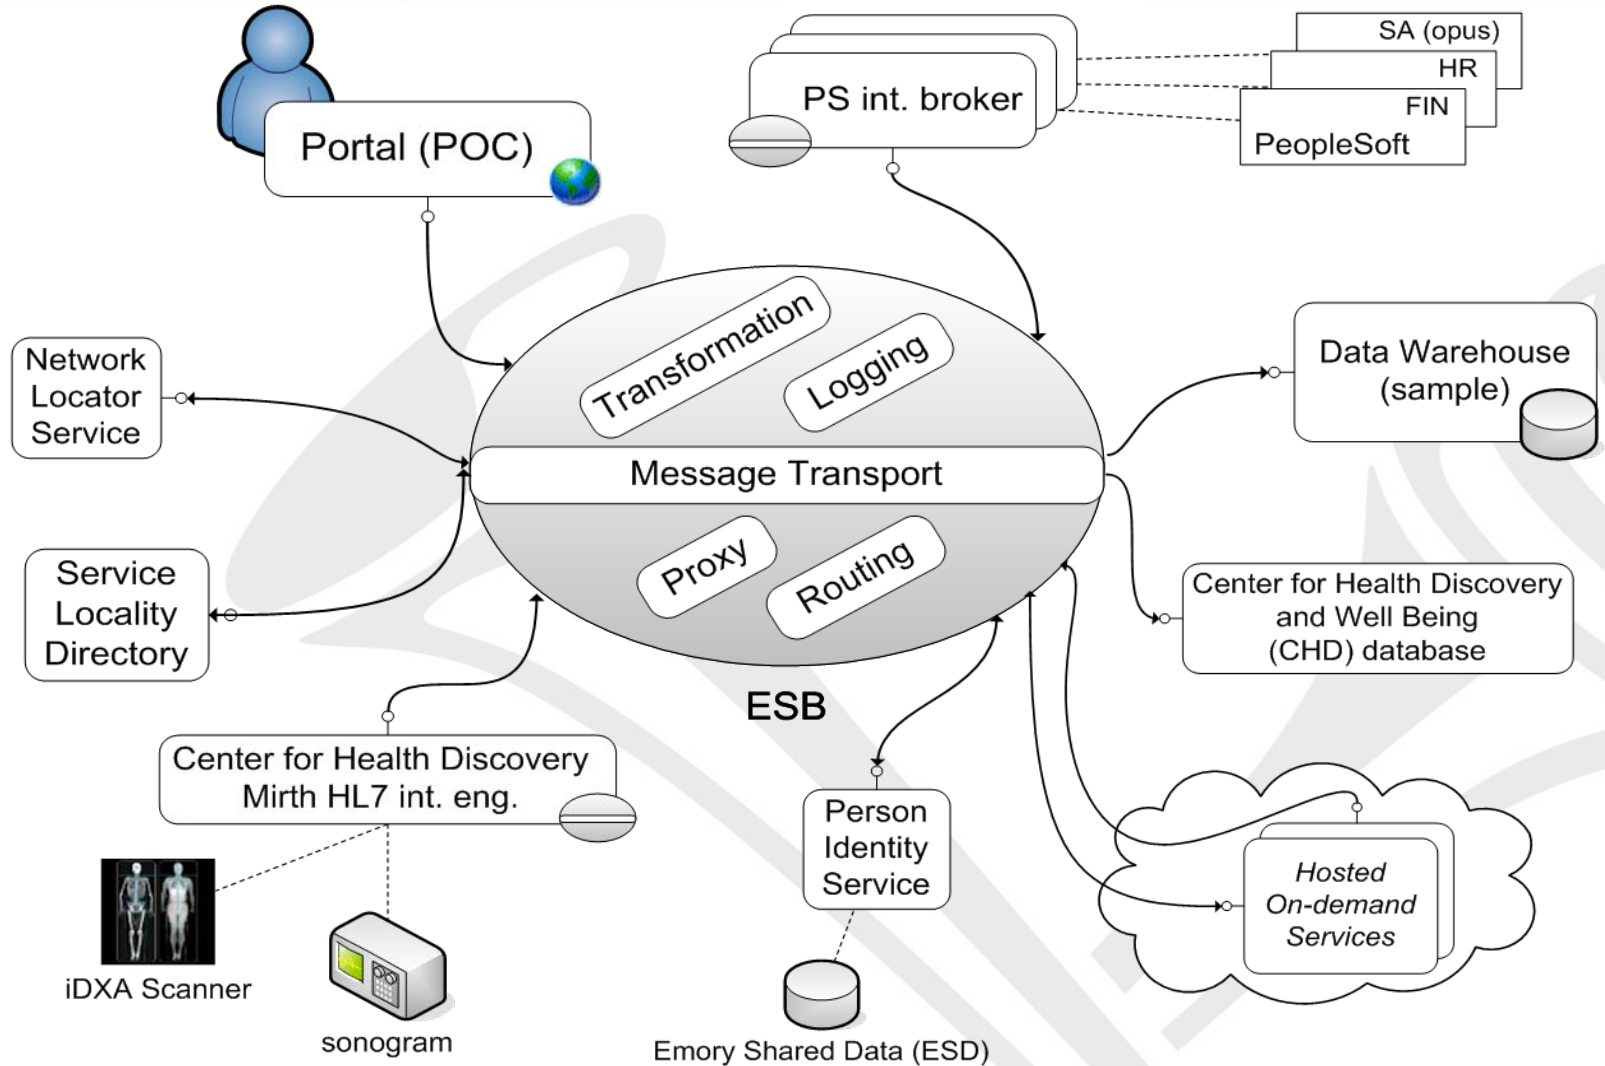 SA (opus)
HR
FIN
PeopleSoft
PS int. broker
Portal (POC)
Transformation
Logging
Network
Locator
Service
Data Warehouse
(sample)
Message Transport
Proxy
Routing
Service
Locality
Directory
Center for Health Discovery
and Well Being
(CHD) database
ESB
Center for Health Discovery
Mirth HL7 int. eng.
Person
Identity
Service
Hosted
On-demand
Services
iDXA Scanner
sonogram
Emory Shared Data (ESD)